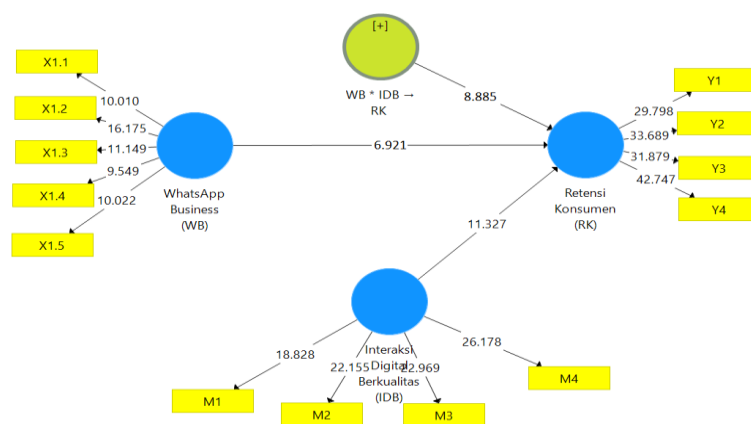 [+]
WB * IDB →
RK
X1.1
X1.2
X1.3
X1.4
X1.5
10.010
16.175
11.149
9.549
10.022
WhatsApp
Business
(WB)
8.885
6.921
11.327
Retensi
Konsumen
(RK)
29.798
33.689
31.879
42.747
Y1
Y2
Y3
Y4
Interaksi
Digital
Berkualitas
(IDB)
18.828
22.155
22.969
26.178
M1
M2
M3
M4